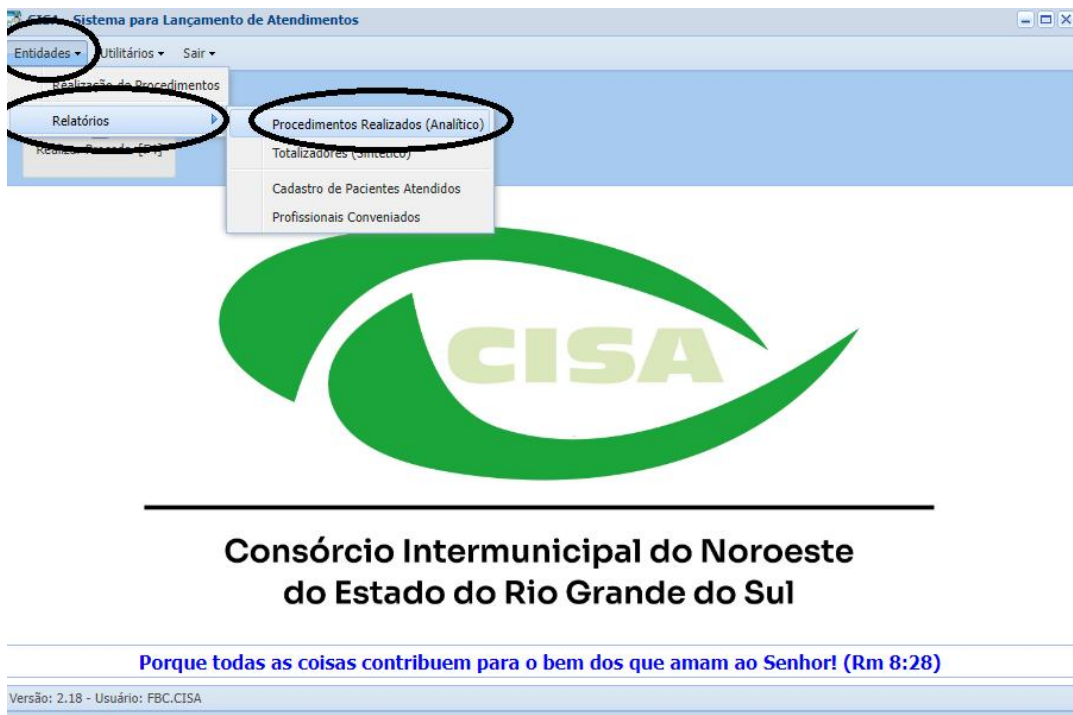 CISA - Sistema para Lançamento de Atendimentos
Entidades Utilitários Sair
Realização de Procedimentos
Relatórios
Procedimentos Realizados (Analítico)
Totalizadores (Sintético)
Cadastro de Pacientes Atendidos
Profissionais Conveniados
CISA
Consórcio Intermunicipal do Noroeste
do Estado do Rio Grande do Sul
Porque todas as coisas contribuem para o bem dos que amam ao Senhor! (Rm 8:28)
Versão: 2.18 - Usuário: FBC.CISA